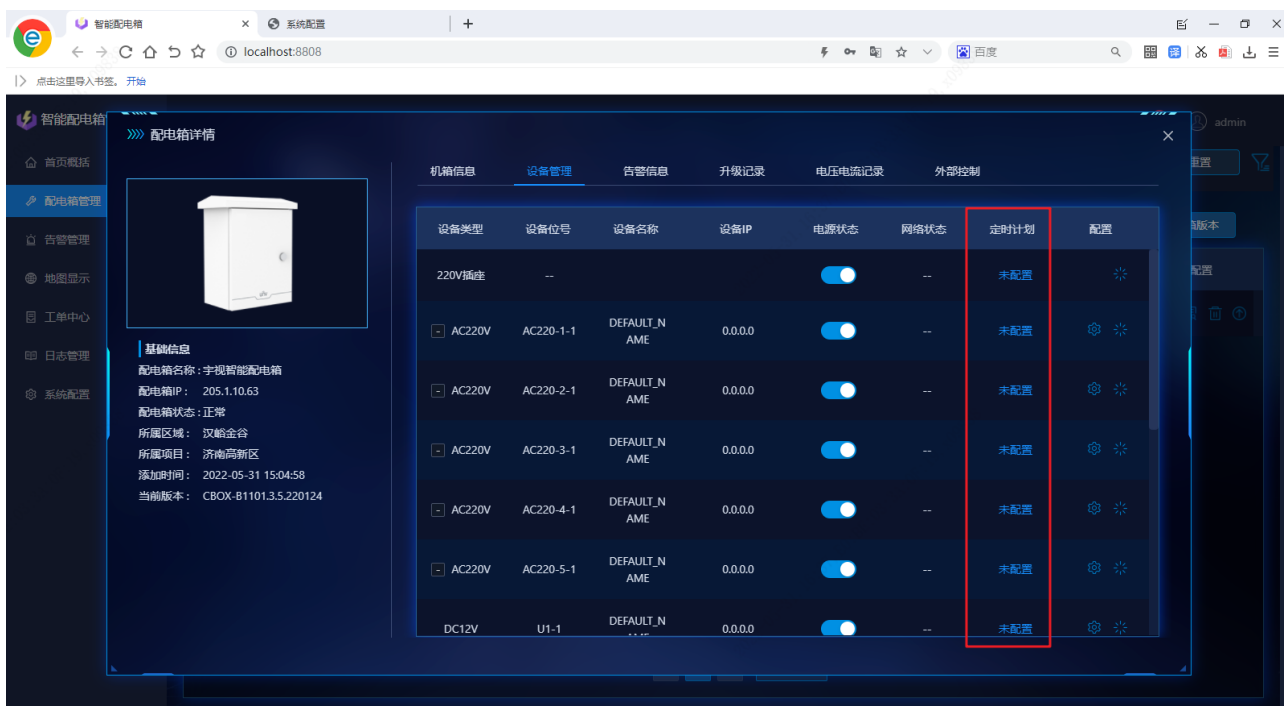 智能配电箱
系统配置
localhost:8808
百度
点击这里导入书签。 开始
智能配电箱
admin
配电箱详情
首页概括
配电箱管理
告警管理
地图显示
工单中心
日志管理
系统配置
基础信息
配电箱名称 : 宇视智能配电箱
配电箱IP： 205.1.10.63
配电箱状态 : 正常
所属区域： 汉峪金谷
所属项目： 济南高新区
添加时间： 2022-05-31 15:04:58
当前版本： CBOX-B1101.3.5.220124
机箱信息 设备管理 告警信息 升级记录 电压电流记录 外部控制
设备类型 设备位号 设备名称 设备IP 电源状态 网络状态 定时计划 配置
220V插座 -- -- 未配置
AC220V AC220-1-1 DEFAULT_N
AME 0.0.0.0 -- 未配置
AC220V AC220-2-1 DEFAULT_N
AME 0.0.0.0 -- 未配置
AC220V AC220-3-1 DEFAULT_N
AME 0.0.0.0 -- 未配置
AC220V AC220-4-1 DEFAULT_N
AME 0.0.0.0 -- 未配置
AC220V AC220-5-1 DEFAULT_N
AME 0.0.0.0 -- 未配置
DC12V U1-1 DEFAULT_N
0.0.0.0 -- 未配置
重置
版本
配置